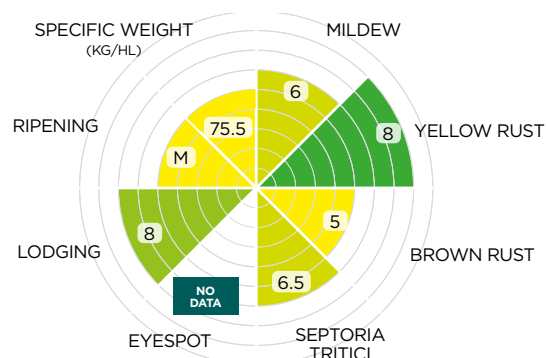 SPECIFIC WEIGHT
(KG/HL)
MILDEW
6
75.5
RIPENING
M
8
YELLOW RUST
5
8
LODGING
BROWN RUST
6.5
NO
DATA
EYESPOT
SEPTORIA
TRITICI